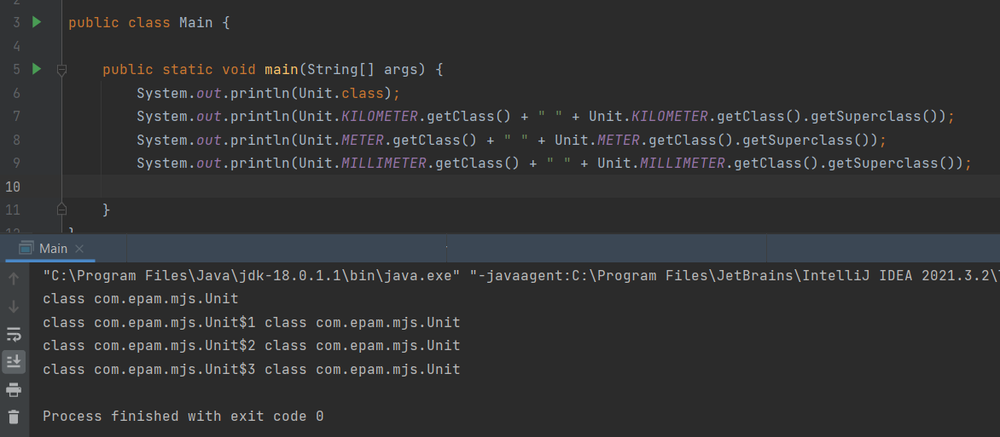 3 public class Main {
4
5 public static void main(String[] args) {
6 System.out.println(Unit.class);
7 System.out.println(Unit.KILOMETER.getClass() + " " + Unit.KILOMETER.getClass().getSuperclass());
8 System.out.println(Unit.METER.getClass() + " " + Unit.METER.getClass().getSuperclass());
9 System.out.println(Unit.MILLIMETER.getClass() + " " + Unit.MILLIMETER.getClass().getSuperclass());
10
11 }
12 }
Main
"C:\Program Files\Java\jdk-18.0.1.1\bin\java.exe" "-javaagent:C:\Program Files\JetBrains\IntelliJ IDEA 2021.3.2\
class com.epam.mjs.Unit
class com.epam.mjs.Unit$1 class com.epam.mjs.Unit
class com.epam.mjs.Unit$2 class com.epam.mjs.Unit
class com.epam.mjs.Unit$3 class com.epam.mjs.Unit
Process finished with exit code 0